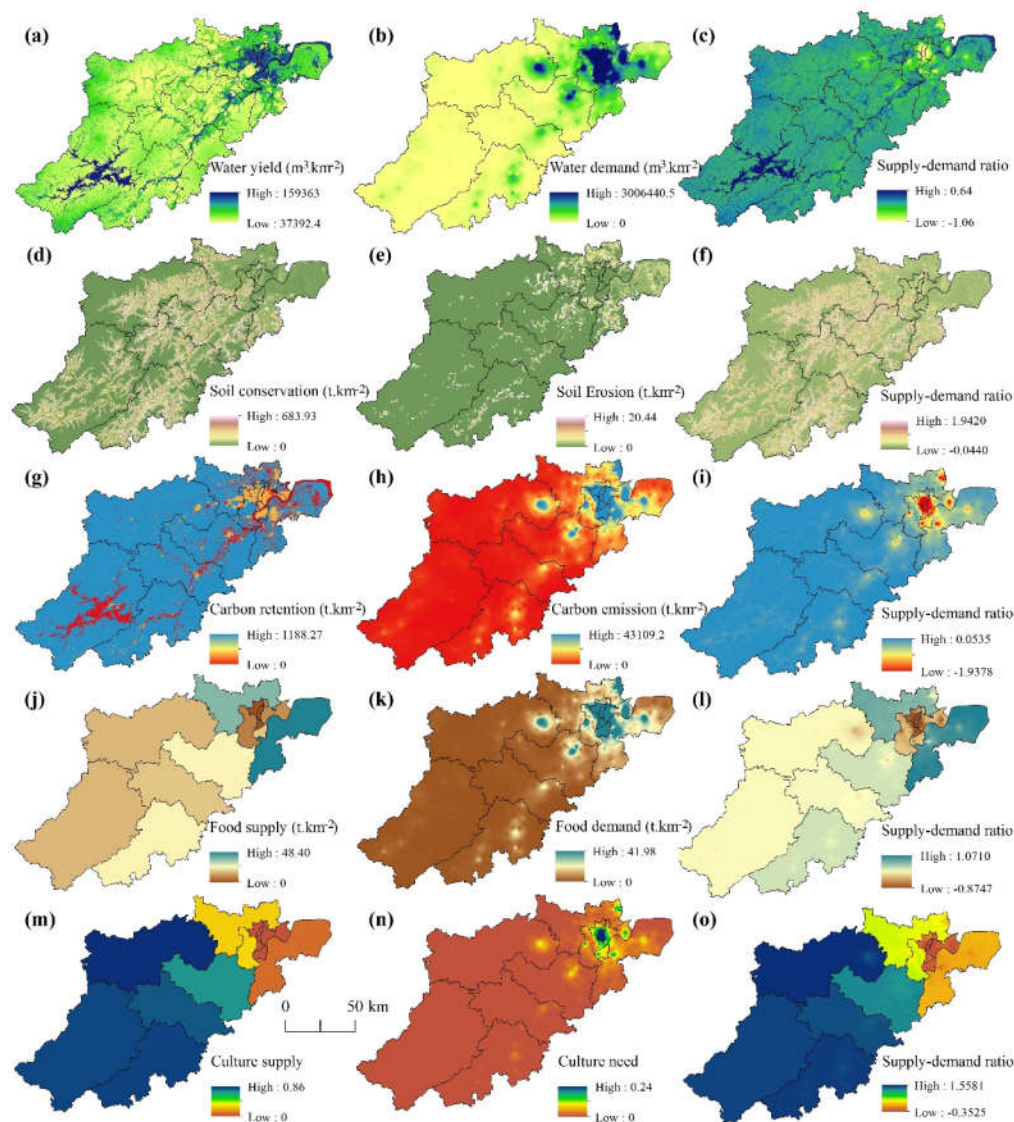 (a)
Water yield (m³.km⁻²)
High : 159363
Low : 37392.4
(b)
Water demand (m³.km⁻²)
High : 3006440.5
Low : 0
(c)
Supply-demand ratio
High : 0.64
Low : -1.06
(d)
Soil conservation (t.km⁻²)
High : 683.93
Low : 0
(e)
Soil Erosion (t.km⁻²)
High : 20.44
Low : 0
(f)
Supply-demand ratio
High : 1.9420
Low : -0.0440
(g)
Carbon retention (t.km⁻²)
High : 1188.27
Low : 0
(h)
Carbon emission (t.km⁻²)
High : 43109.2
Low : 0
(i)
Supply-demand ratio
High : 0.0535
Low : -1.9378
(j)
Food supply (t.km⁻²)
High : 48.40
Low : 0
(k)
Food demand (t.km⁻²)
High : 41.98
Low : 0
(l)
Supply-demand ratio
High : 1.0710
Low : -0.8747
(m)
0 50 km
Culture supply
High : 0.86
Low : 0
(n)
Culture need
High : 0.24
Low : 0
(o)
Supply-demand ratio
High : 1.5581
Low : -0.3525